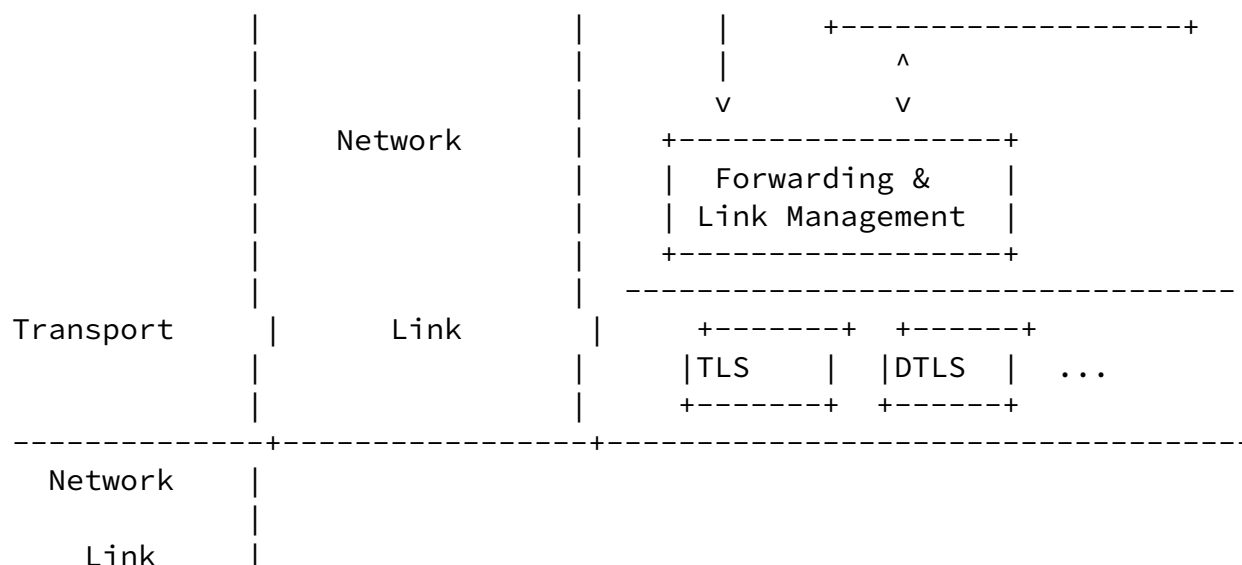 Network
Forwarding &
Link Management
Transport Link
TLS DTLS ...
Network
Link